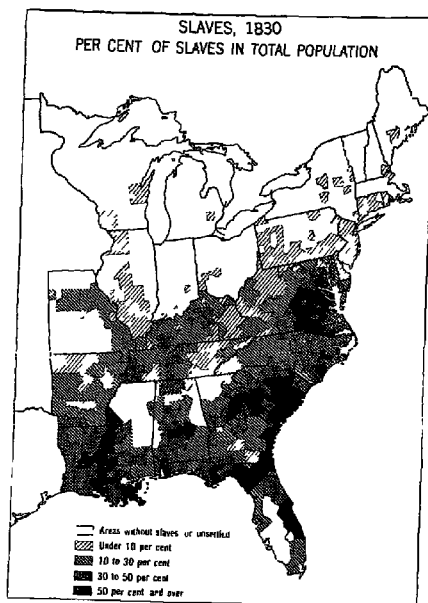 SLAVES, 1830
PER CENT OF SLAVES IN TOTAL POPULATION
Areas without slaves or unsettled
Under 10 per cent
10 to 30 per cent
30 to 50 per cent
50 per cent and over